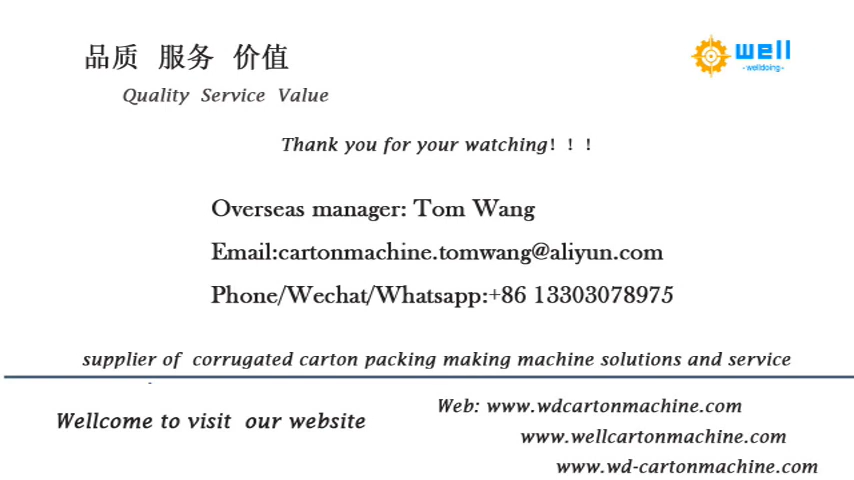 品质 服务 价值
well
-welldoing-
Quality Service Value
Thank you for your watching！！！
Overseas manager: Tom Wang
Email:cartonmachine.tomwang@aliyun.com
Phone/Wechat/Whatsapp:+86 13303078975
supplier of corrugated carton packing making machine solutions and service
Wellcome to visit our website
Web: www.wdcartonmachine.com
www.wellcartonmachine.com
www.wd-cartonmachine.com